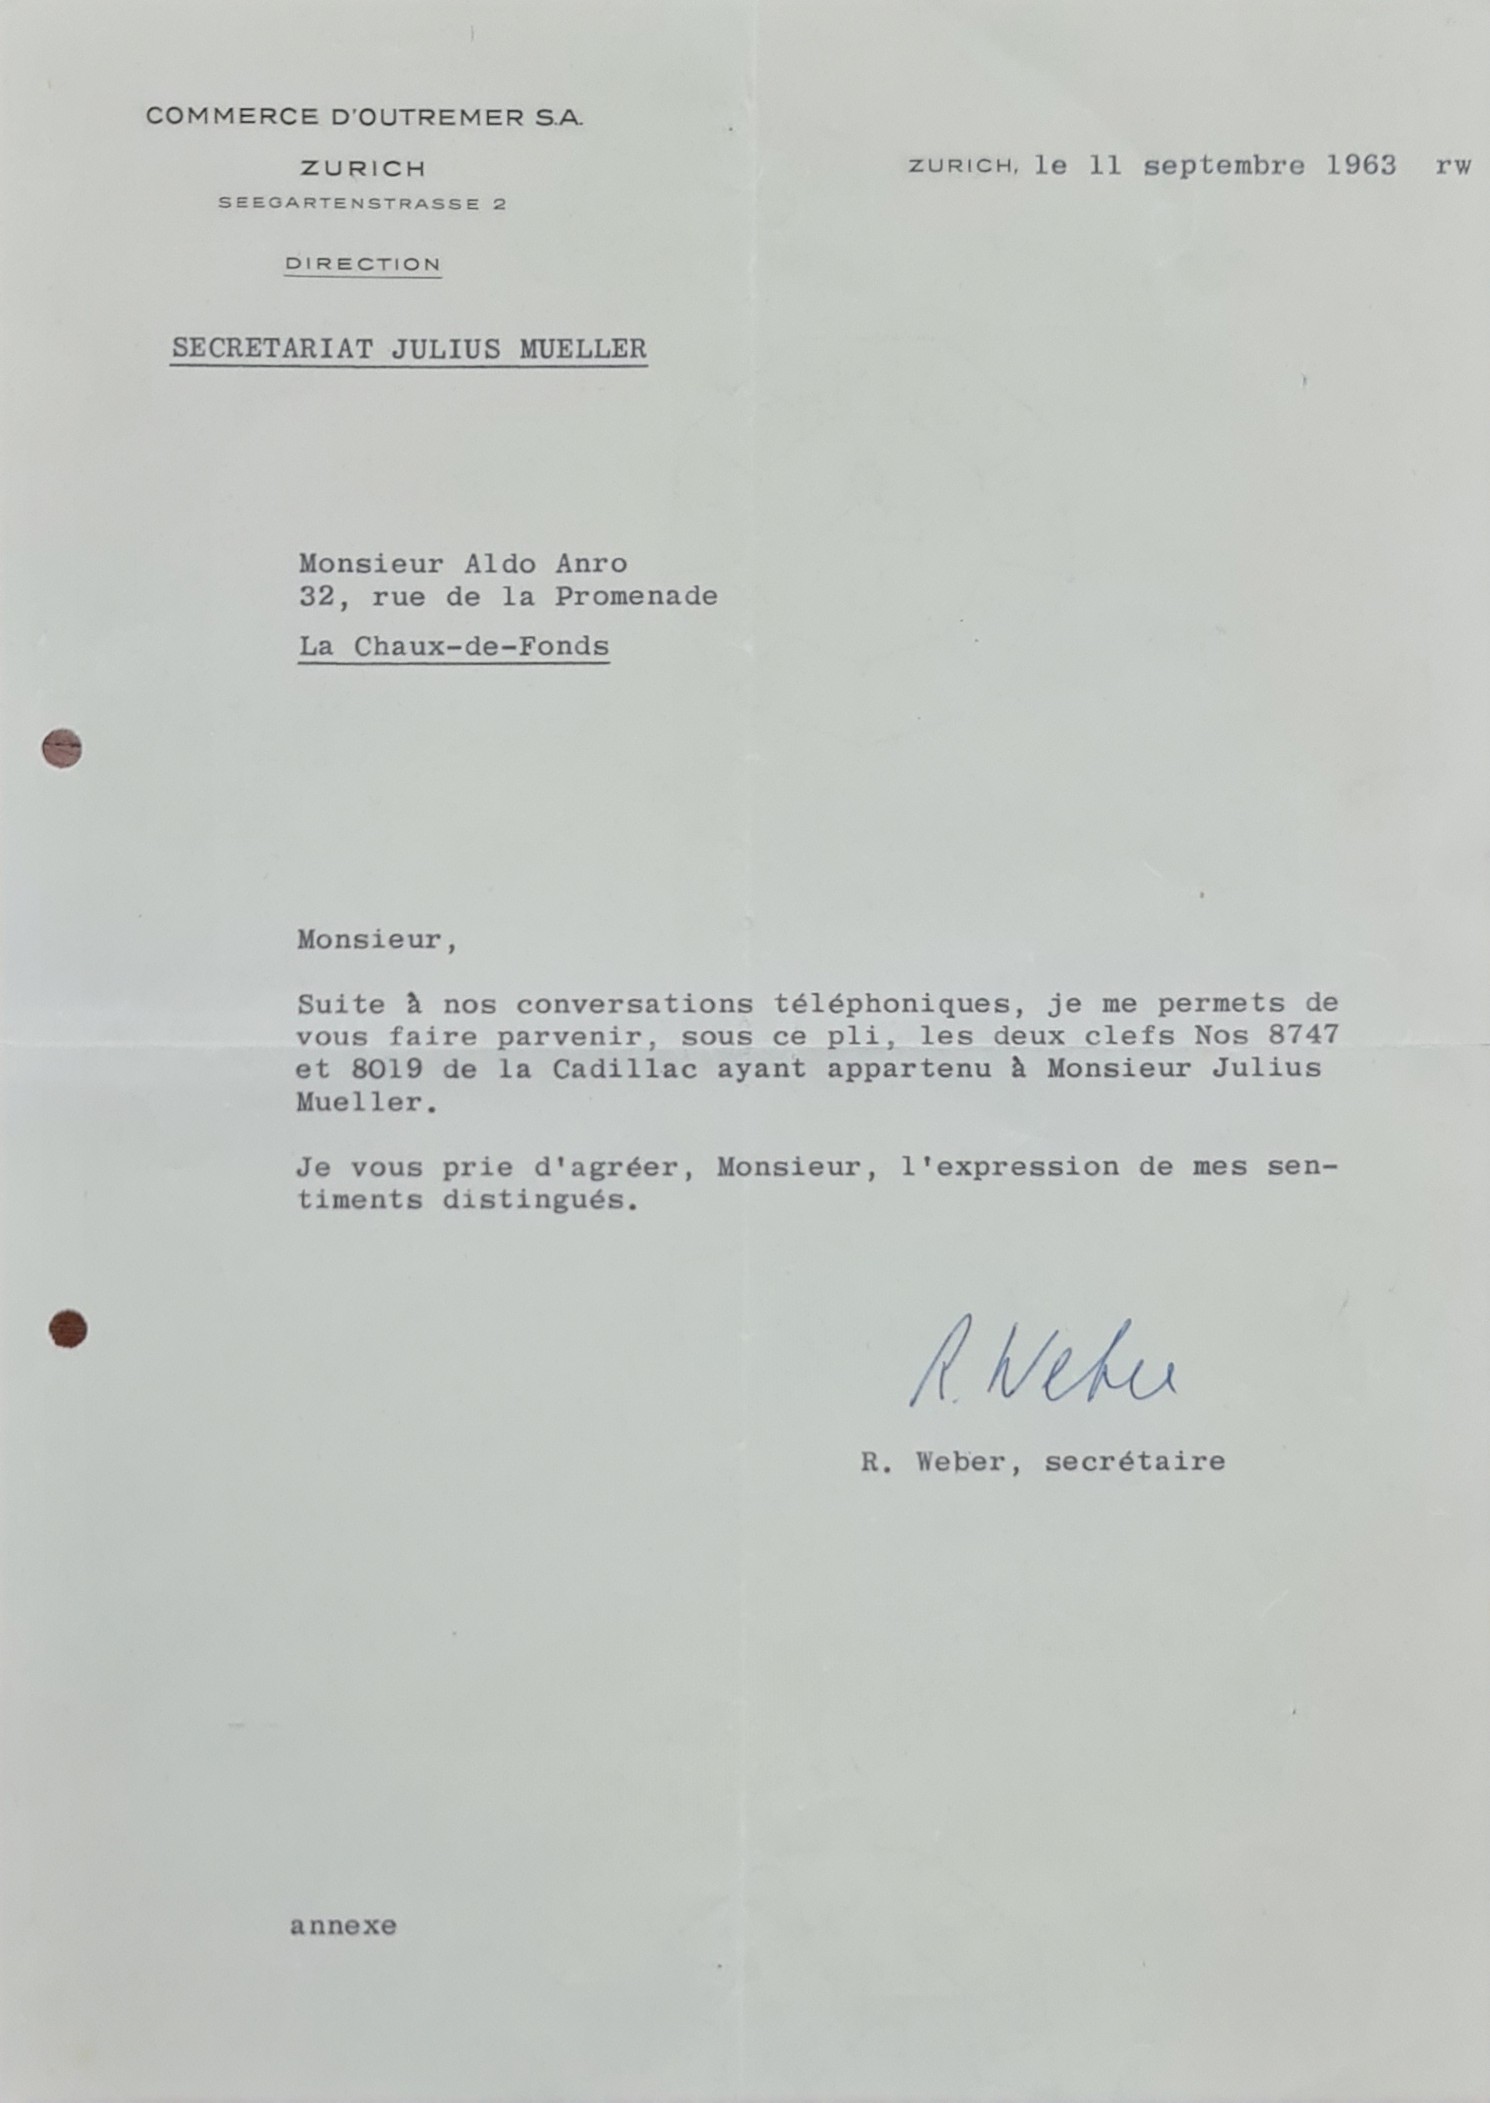 COMMERCE D'OUTREMER S.A.
ZURICH
SEEGARTENSTRASSE 2
DIRECTION
ZURICH, le 11 septembre 1963 rw
SECRETARIAT JULIUS MUELLER
Monsieur Aldo Anro
32, rue de la Promenade
La Chaux-de-Fonds
Monsieur,
Suite à nos conversations téléphoniques, je me permets de
vous faire parvenir, sous ce pli, les deux clefs Nos 8747
et 8019 de la Cadillac ayant appartenu à Monsieur Julius
Mueller.
Je vous prie d'agréer, Monsieur, l'expression de mes sen-
timents distingués.
R. Weber
R. Weber, secrétaire
annexe